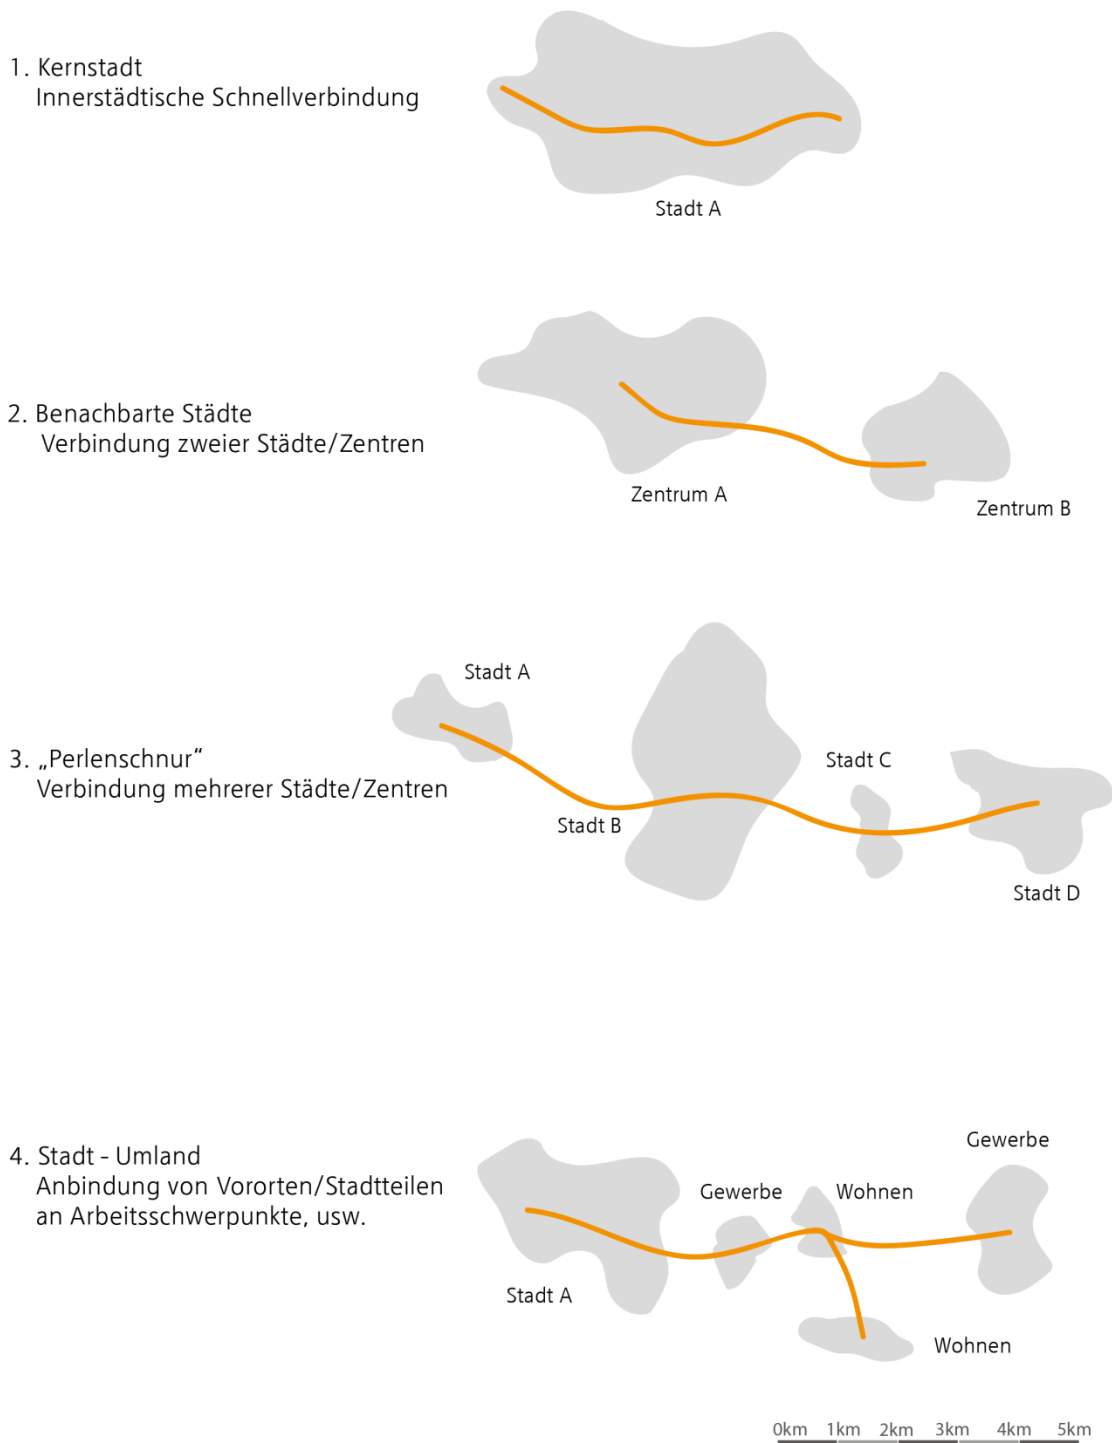 1. Kernstadt
Innerstädtische Schnellverbindung
Stadt A
2. Benachbarte Städte
Verbindung zweier Städte/Zentren
Zentrum A
Zentrum B
3. „Perlenschnur“
Verbindung mehrerer Städte/Zentren
Stadt A
Stadt B
Stadt C
Stadt D
4. Stadt - Umland
Anbindung von Vororten/Stadtteilen
an Arbeitsschwerpunkte, usw.
Stadt A
Gewerbe
Wohnen
Gewerbe
Wohnen
0km 1km 2km 3km 4km 5km